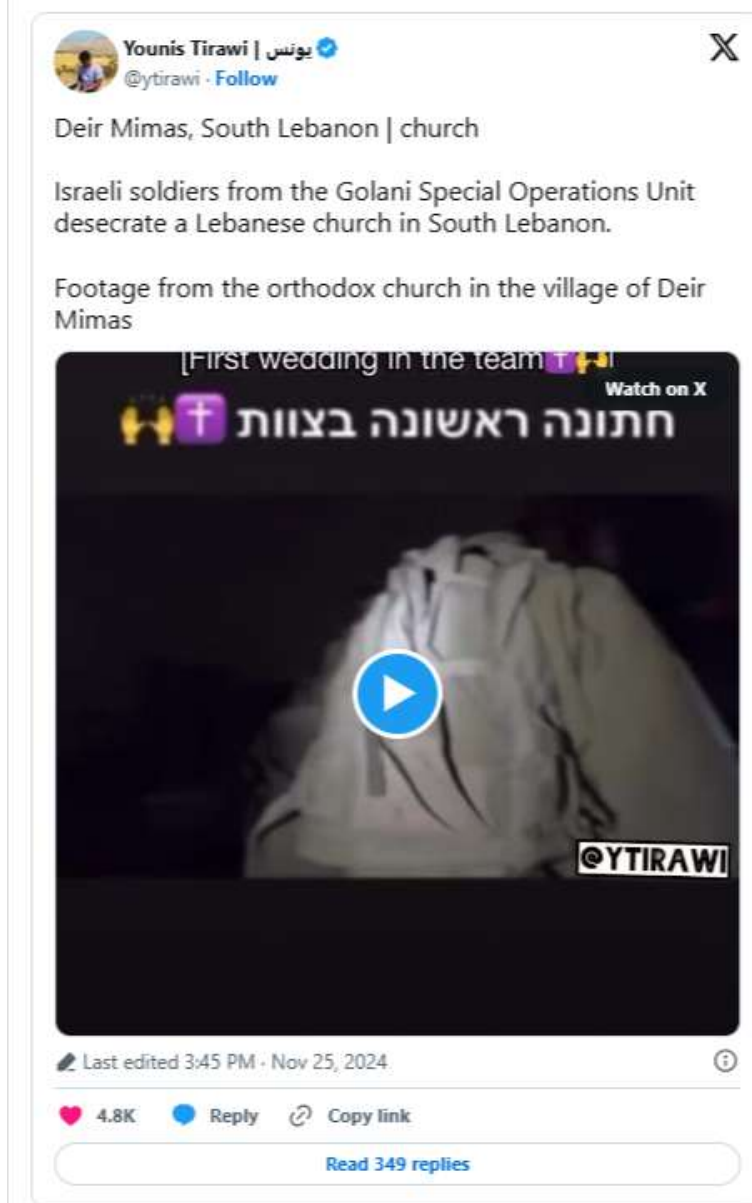 Younis Tirawi | يونس
@ytirawi · Follow
Deir Mimas, South Lebanon | church
Israeli soldiers from the Golani Special Operations Unit
desecrate a Lebanese church in South Lebanon.
Footage from the orthodox church in the village of Deir
Mimas
[First wedding in the team✝️🙌]
Watch on X
חתונה ראשונה בצוות ✝️🙌
@YTIRAWI
Last edited 3:45 PM · Nov 25, 2024
4.8K Reply Copy link
Read 349 replies